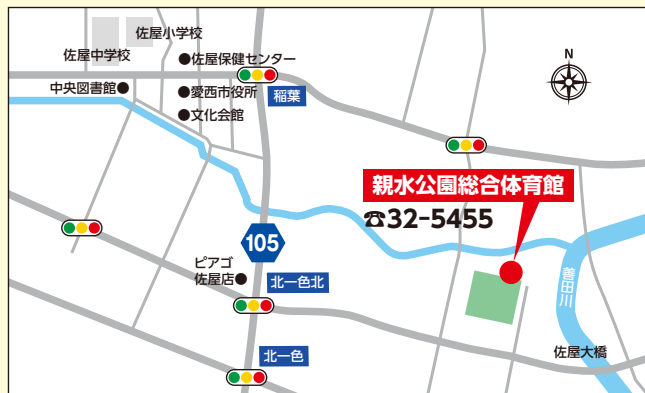 佐屋小学校
佐屋中学校
●佐屋保健センター
中央図書館●
●愛西市役所
稲葉
●文化会館
N
親水公園総合体育館
☎32-5455
105
ピアゴ
佐屋店●
北一色北
善田川
北一色
佐屋大橋